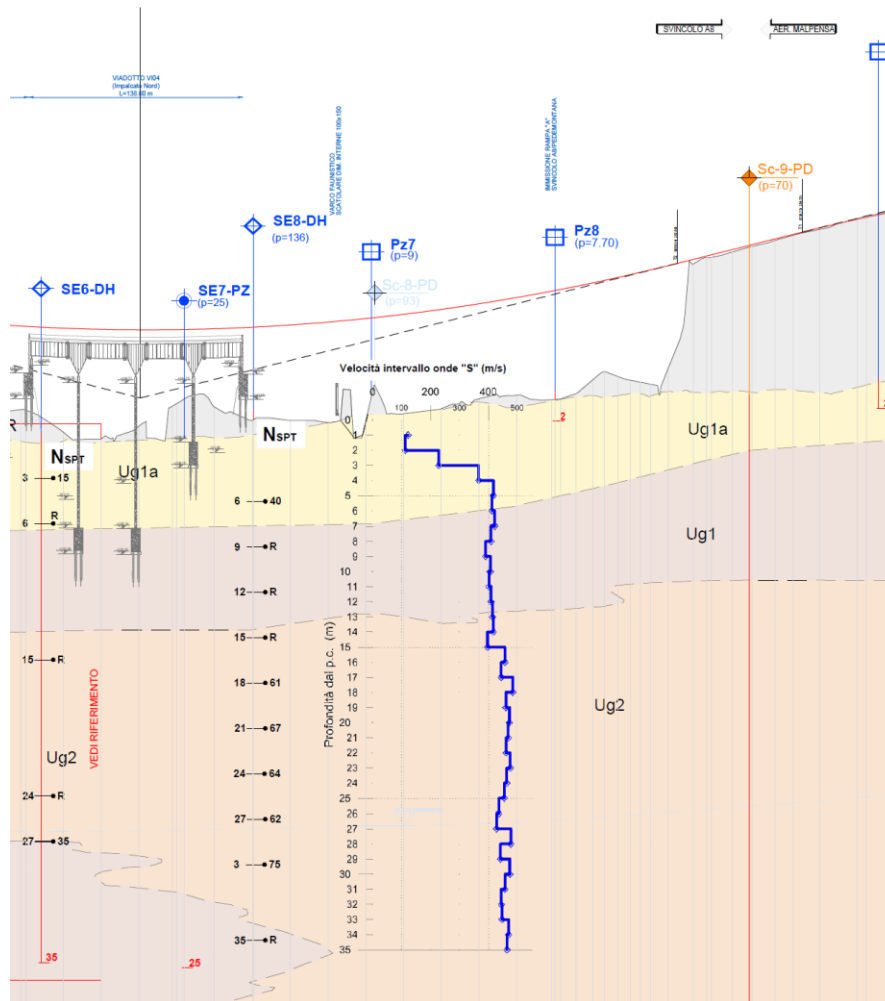 SVINCOLO A8
AER. MALPENSA
VIADOTTO VI04
(Impalcato Nord)
L=138.00 m
VARCO FAUNISTICO
SCATOLARE DIM. INTERNE 100x150
IMMISSIONE RAMPA "A"
SVINCOLO A8/PEDEMONTANA
Sc-9-PD
(p=70)
SE8-DH
(p=136)
Pz7
(p=9)
Pz8
(p=7.70)
SE6-DH
SE7-PZ
(p=25)
Sc-8-PD
(p=93)
Velocità intervallo onde "S" (m/s)
0 200 400
100 300 500
0
1
2
3
4
5
6
7
8
9
10
11
12
13
14
15
16
17
18
19
20
21
22
23
24
25
26
27
28
29
30
31
32
33
34
35
Profondità dal p.c. (m)
R
NSPT
3 15
6 R
15 R
24 R
27 35
35
VEDI RIFERIMENTO
25
NSPT
6 40
9 R
12 R
15 R
18 61
21 67
24 64
27 62
3 75
35 R
2
2
Ug1a
Ug1a
Ug1
Ug2
Ug2